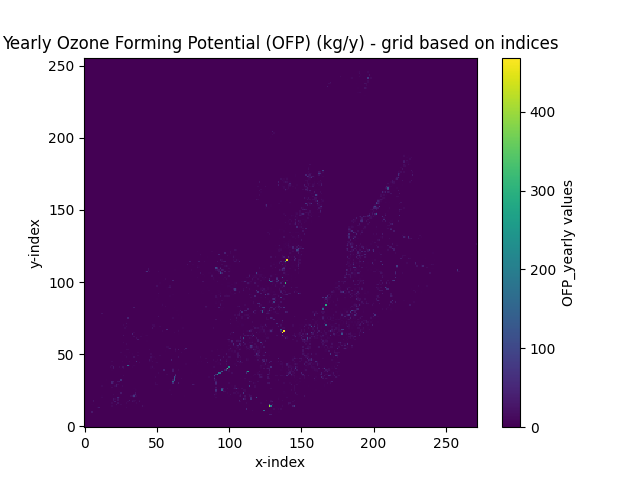 Yearly Ozone Forming Potential (OFP) (kg/y) - grid based on indices
250
200
150
100
50
0
y-index
0 50 100 150 200 250
x-index
400
300
200
100
0
OFP_yearly values